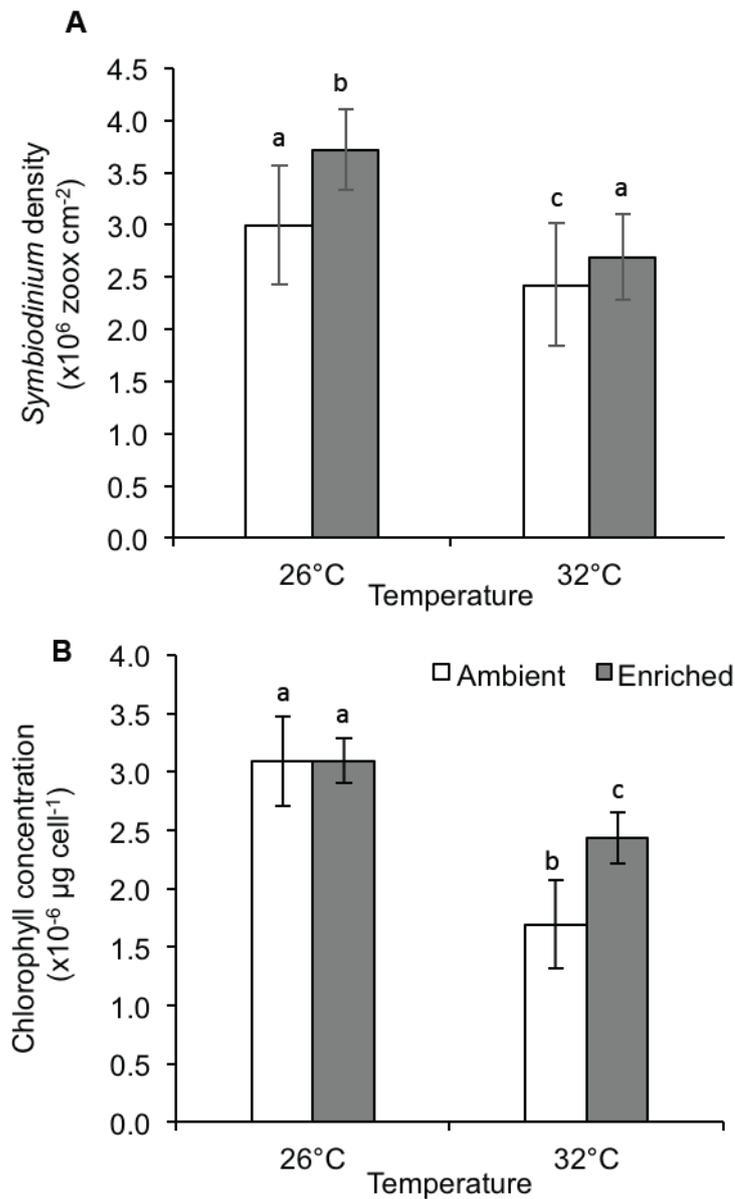 A
Symbiodinium density
(x10⁶ zoox cm⁻²)
4.5
4.0
3.5
3.0
2.5
2.0
1.5
1.0
0.5
0.0
a
b
c
a
26°C
32°C
Temperature
B
Chlorophyll concentration
(x10⁻⁶ µg cell⁻¹)
4.0
3.5
3.0
2.5
2.0
1.5
1.0
0.5
0.0
Ambient
Enriched
a
a
b
c
26°C
32°C
Temperature